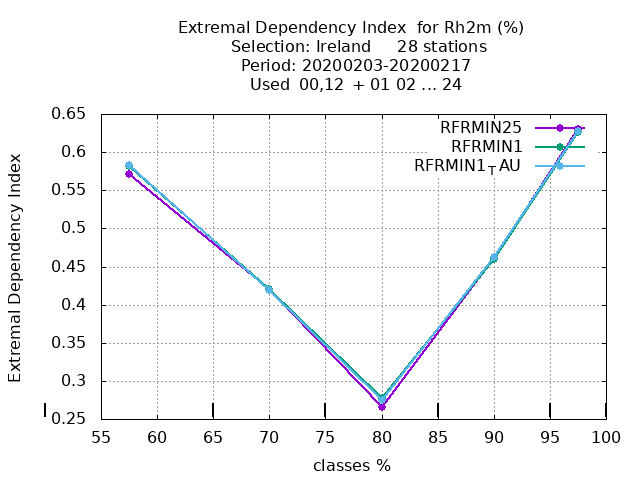 Extremal Dependency Index  for Rh2m (%)
Selection: Ireland     28 stations
Period: 20200203-20200217
Used  00,12  + 01 02 ... 24
0.65
0.6
0.55
0.5
0.45
0.4
0.35
0.3
0.25
Extremal Dependency Index
RFRMIN25
RFRMIN1
RFRMIN1TAU
55 60 65 70 75 80 85 90 95 100
classes %